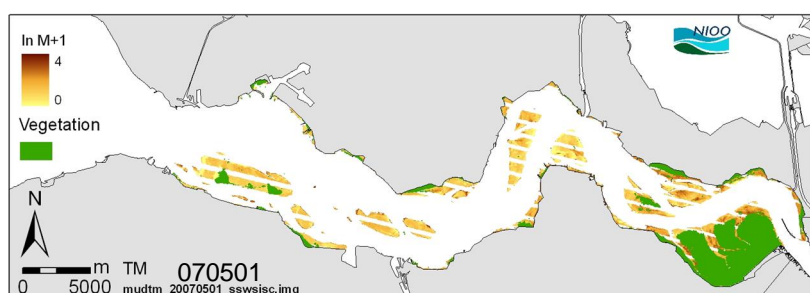 ln M+1
4
0
NIOO
Vegetation
N
m
0 5000
TM 070501
mudtm_20070501_sswsisc.img